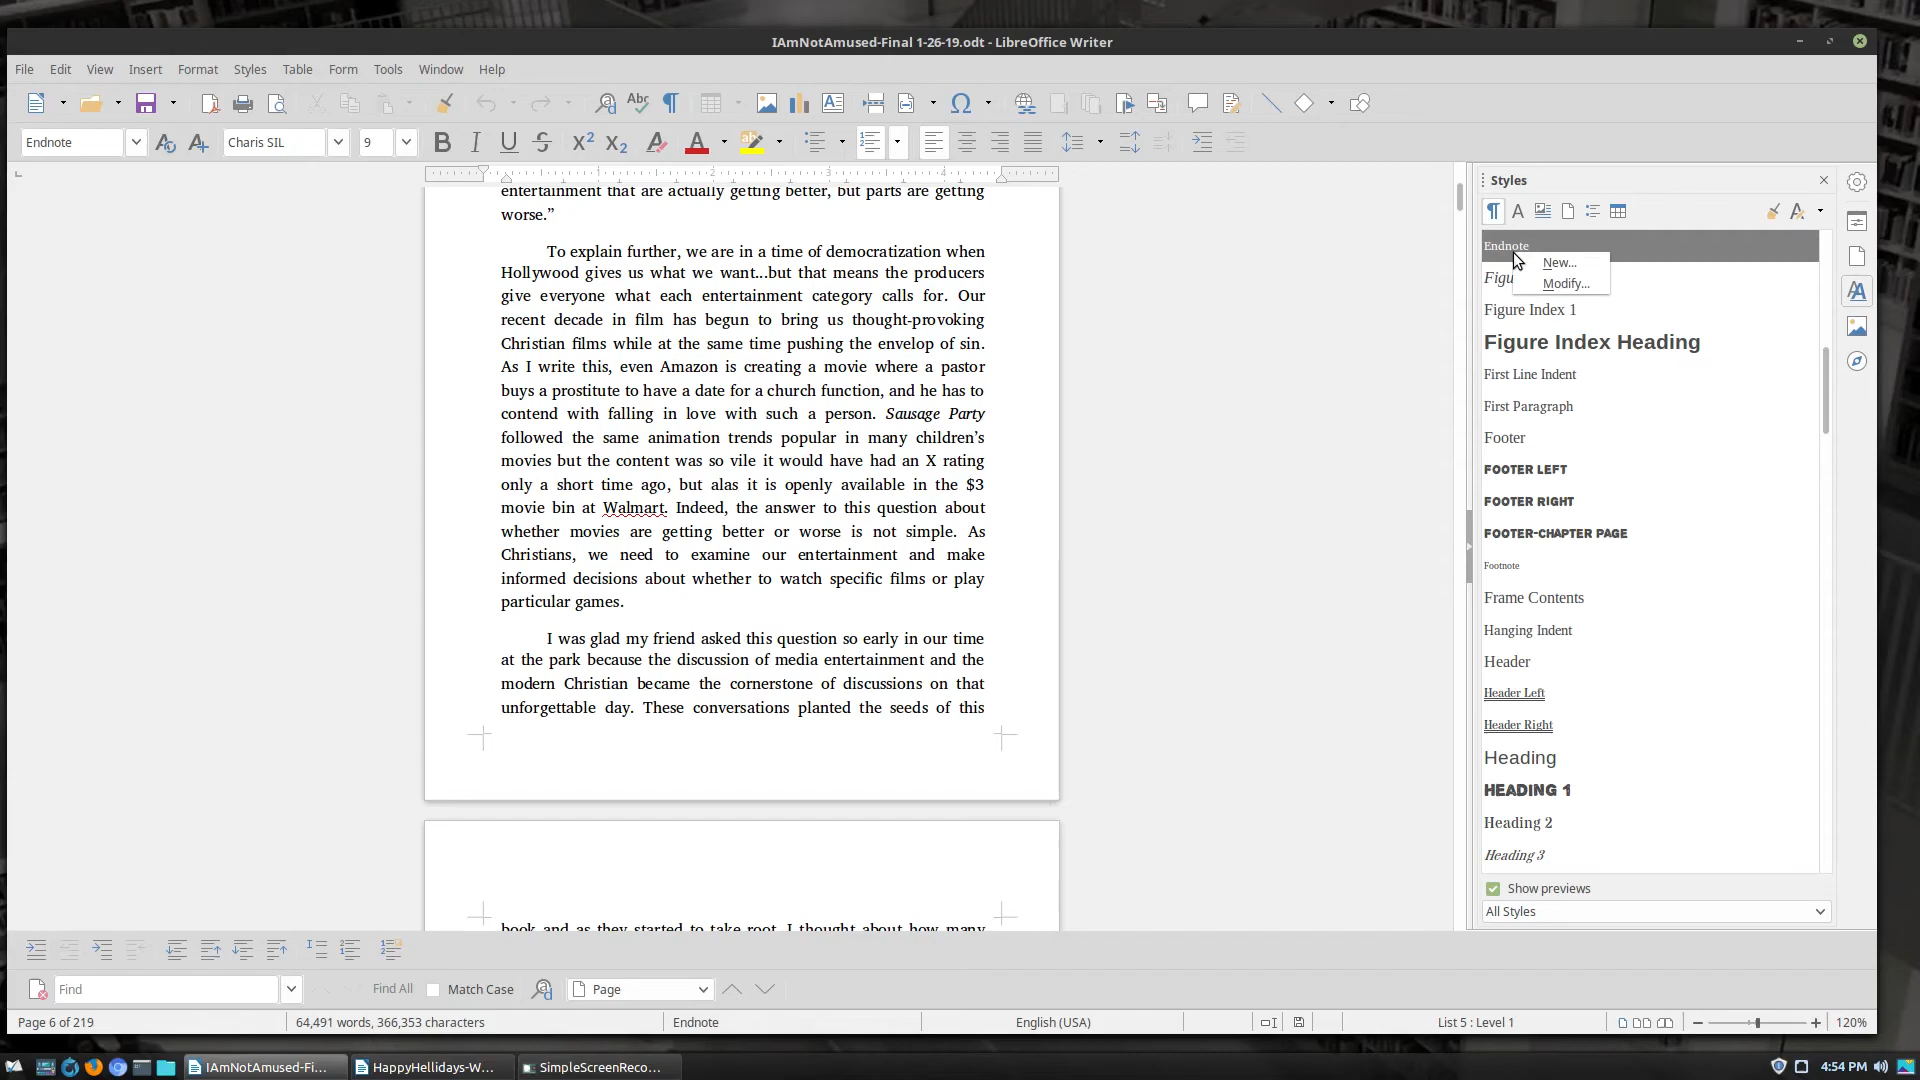 IAmNotAmused-Final 1-26-19.odt - LibreOffice Writer
File Edit View Insert Format Styles Table Form Tools Window Help
Abc
Endnote
Charis SIL
9
1 2 3 4
entertainment that are actually getting better, but parts are getting
worse.”
To explain further, we are in a time of democratization when
Hollywood gives us what we want...but that means the producers
give everyone what each entertainment category calls for. Our
recent decade in film has begun to bring us thought-provoking
Christian films while at the same time pushing the envelop of sin.
As I write this, even Amazon is creating a movie where a pastor
buys a prostitute to have a date for a church function, and he has to
contend with falling in love with such a person. Sausage Party
followed the same animation trends popular in many children’s
movies but the content was so vile it would have had an X rating
only a short time ago, but alas it is openly available in the $3
movie bin at Walmart. Indeed, the answer to this question about
whether movies are getting better or worse is not simple. As
Christians, we need to examine our entertainment and make
informed decisions about whether to watch specific films or play
particular games.
I was glad my friend asked this question so early in our time
at the park because the discussion of media entertainment and the
modern Christian became the cornerstone of discussions on that
unforgettable day. These conversations planted the seeds of this
book and as they started to take root, I thought about how many
Styles
Endnote
New...
Modify...
Figu
Figure Index 1
Figure Index Heading
First Line Indent
First Paragraph
Footer
FOOTER LEFT
FOOTER RIGHT
FOOTER-CHAPTER PAGE
Footnote
Frame Contents
Hanging Indent
Header
Header Left
Header Right
Heading
HEADING 1
Heading 2
Heading 3
Show previews
All Styles
Find
Find All
Match Case
Page
Page 6 of 219
64,491 words, 366,353 characters
Endnote
English (USA)
List 5 : Level 1
120%
IAmNotAmused-Fi...
HappyHellidays-W...
SimpleScreenReco...
4:54 PM